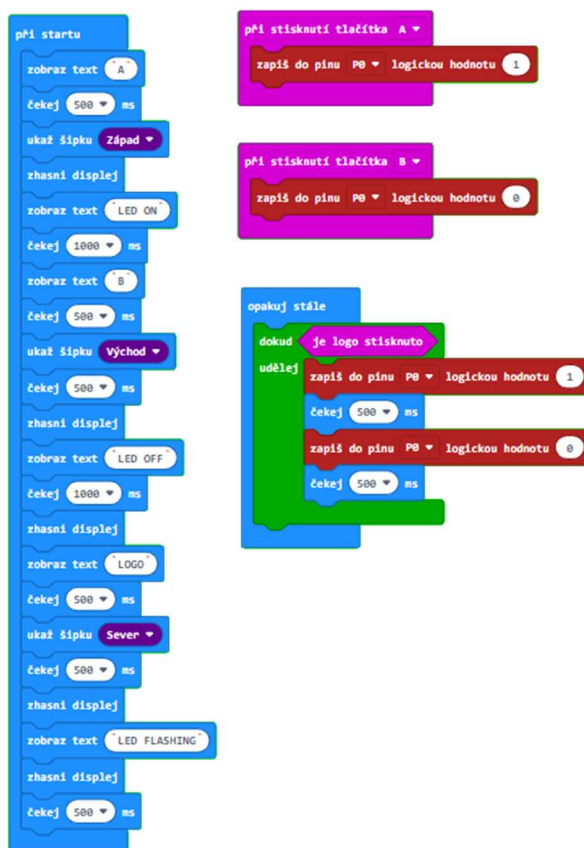 při startu
zobraz text "A"
čekej 500 ms
ukaž šipku Západ
zhasni displej
zobraz text "LED ON"
čekej 1000 ms
zobraz text "B"
čekej 500 ms
ukaž šipku Východ
čekej 500 ms
zhasni displej
zobraz text "LED OFF"
čekej 1000 ms
zhasni displej
zobraz text "LOGO"
čekej 500 ms
ukaž šipku Sever
čekej 500 ms
zhasni displej
zobraz text "LED FLASHING"
zhasni displej
čekej 500 ms
při stisknutí tlačítka A
zapiš do pinu P0 logickou hodnotu 1
při stisknutí tlačítka B
zapiš do pinu P0 logickou hodnotu 0
opakuj stále
dokud je logo stisknuto
udělej
zapiš do pinu P0 logickou hodnotu 1
čekej 500 ms
zapiš do pinu P0 logickou hodnotu 0
čekej 500 ms